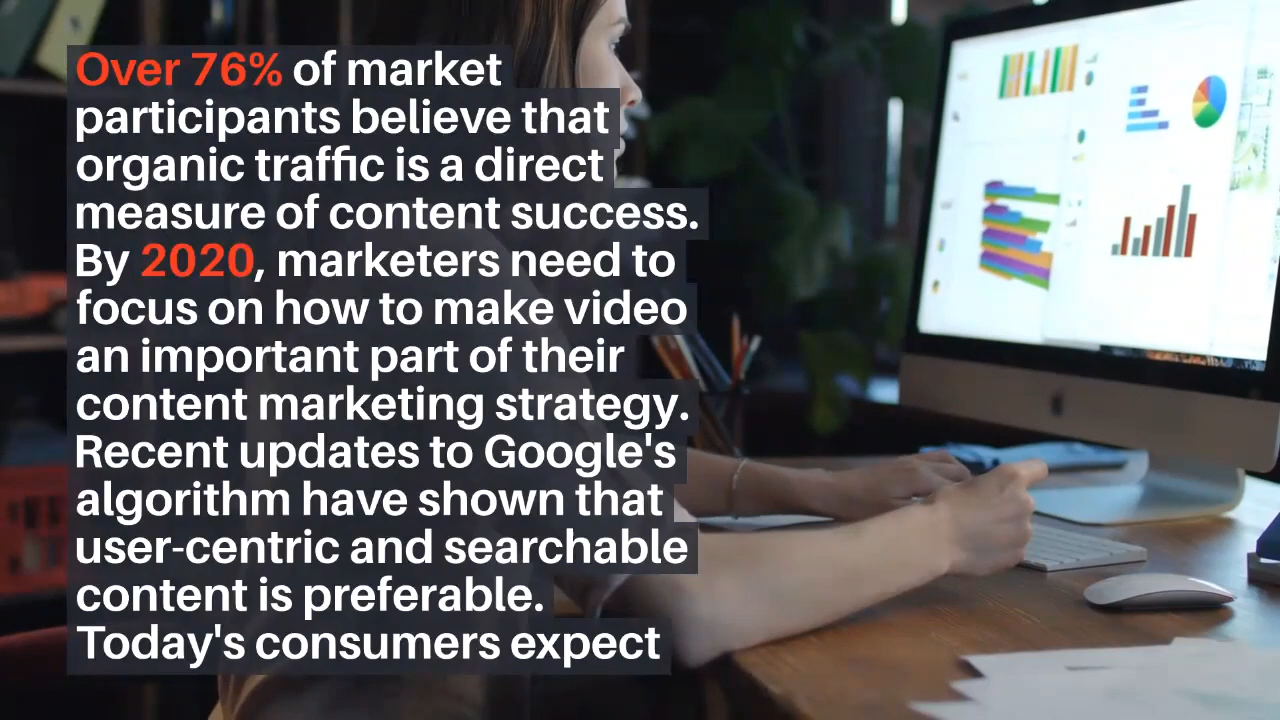 Over 76% of market
participants believe that
organic traffic is a direct
measure of content success.
By 2020, marketers need to
focus on how to make video
an important part of their
content marketing strategy.
Recent updates to Google's
algorithm have shown that
user-centric and searchable
content is preferable.
Today's consumers expect